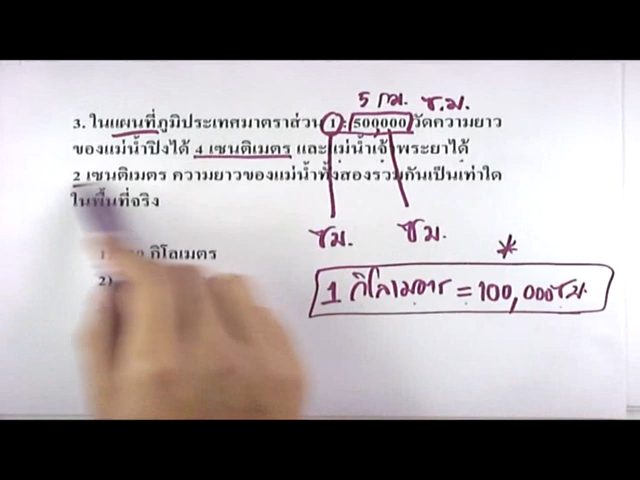 5 กม. ซ.ม.
3. ในแผนที่ภูมิประเทศมาตราส่วน 1 : 500000 วัดความยาว
ของแม่น้ำปิงได้ 4 เซนติเมตร และแม่น้ำเจ้าพระยาได้
2 เซนติเมตร ความยาวของแม่น้ำทั้งสองรวมกันเป็นเท่าใด
ในพื้นที่จริง
ซม. ซม.
กิโลเมตร
1 กิโลเมตร = 100,000 ซม.
2)